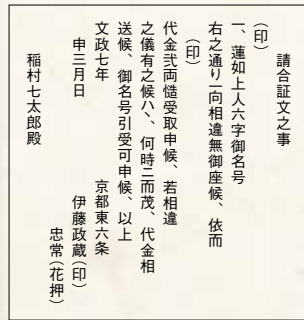 請合証文之事
(印)
一、蓮如上人六字御名号
右之通り一向相違無御座候、依而
(印)
代金弐両慥受取申候、若相違
之儀有之候ハヽ、何時ニ而茂、代金相
送候、御名号引受可申候、以上
文政七年　京都東六条
申三月日　伊藤政蔵(印)
忠常(花押)
稲村七太郎殿